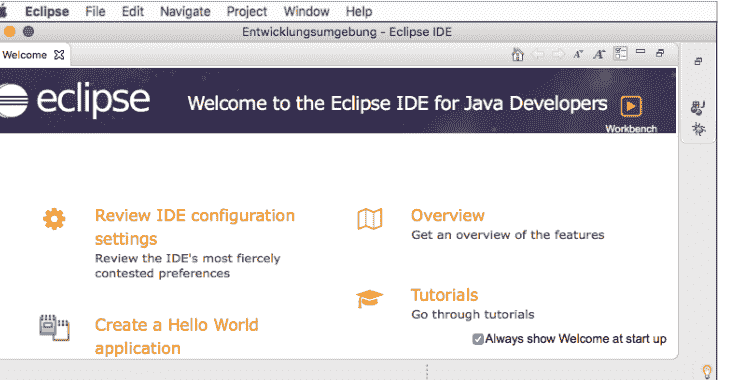 Eclipse File Edit Navigate Project Window Help
Entwicklungsumgebung - Eclipse IDE
Welcome
eclipse
Welcome to the Eclipse IDE for Java Developers
Workbench
Review IDE configuration
settings
Review the IDE's most fiercely
contested preferences
Overview
Get an overview of the features
Create a Hello World
application
Tutorials
Go through tutorials
Always show Welcome at start up